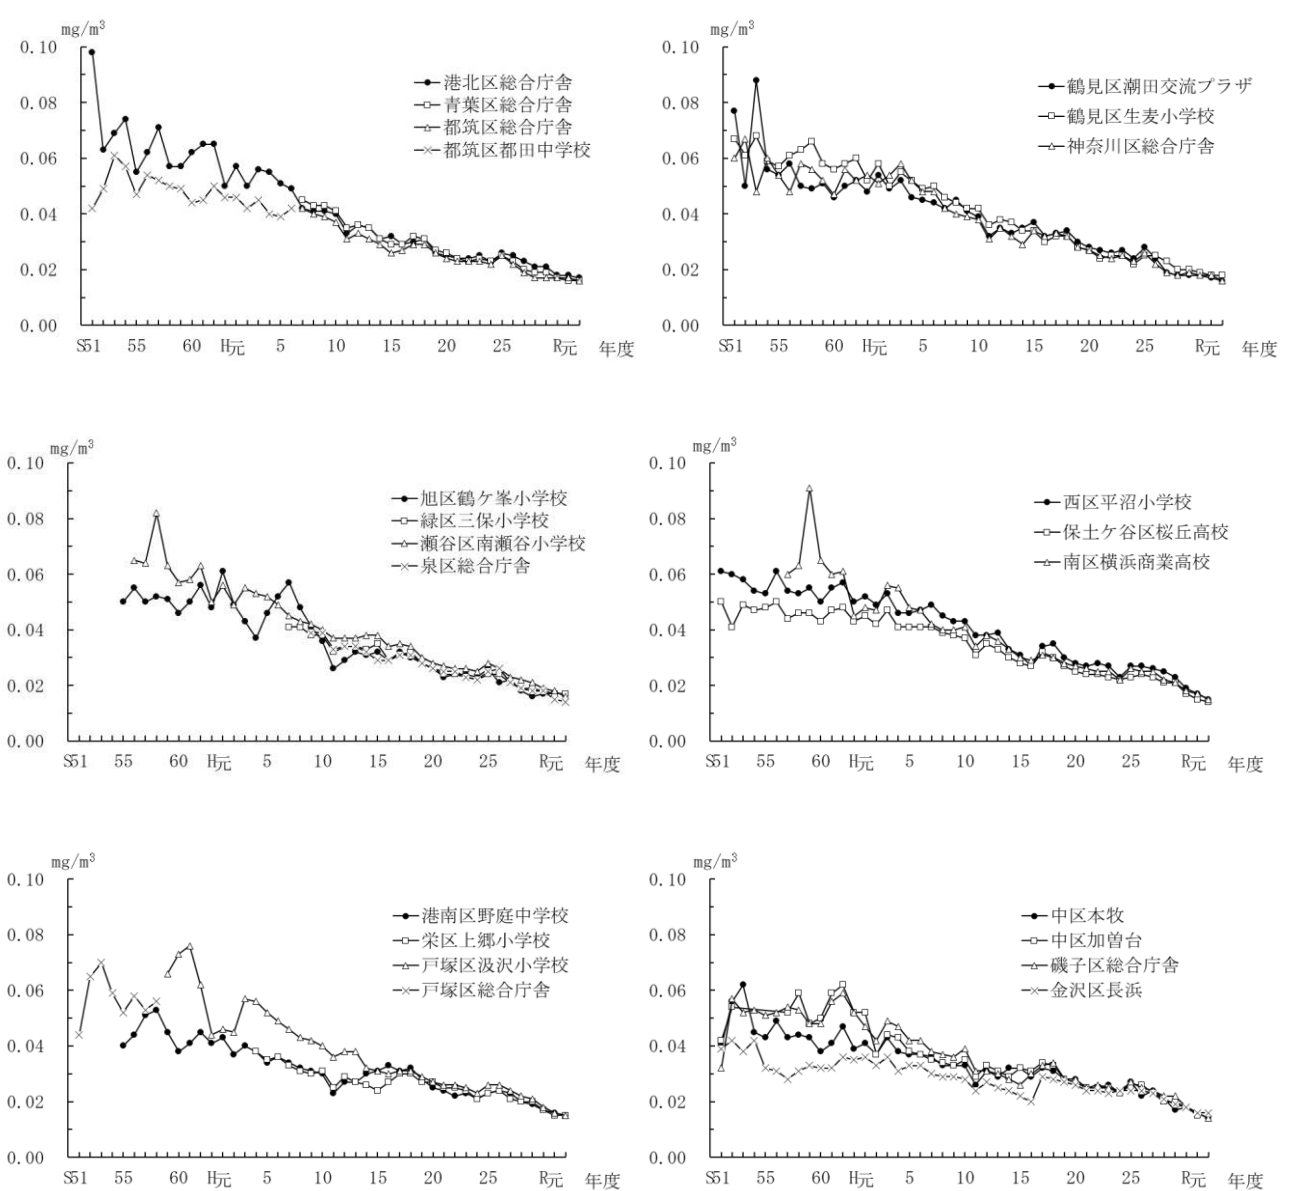 mg/m³
0.10
0.08
0.06
0.04
0.02
0.00
港北区総合庁舎
青葉区総合庁舎
都筑区総合庁舎
都筑区都田中学校
S51 55 60 H元 5 10 15 20 25 R元 年度
mg/m³
0.10
0.08
0.06
0.04
0.02
0.00
鶴見区潮田交流プラザ
鶴見区生麦小学校
神奈川区総合庁舎
S51 55 60 H元 5 10 15 20 25 R元 年度
mg/m³
0.10
0.08
0.06
0.04
0.02
0.00
旭区鶴ケ峯小学校
緑区三保小学校
瀬谷区南瀬谷小学校
泉区総合庁舎
S51 55 60 H元 5 10 15 20 25 R元 年度
mg/m³
0.10
0.08
0.06
0.04
0.02
0.00
西区平沼小学校
保土ケ谷区桜丘高校
南区横浜商業高校
S51 55 60 H元 5 10 15 20 25 R元 年度
mg/m³
0.10
0.08
0.06
0.04
0.02
0.00
港南区野庭中学校
栄区上郷小学校
戸塚区汲沢小学校
戸塚区総合庁舎
S51 55 60 H元 5 10 15 20 25 R元 年度
mg/m³
0.10
0.08
0.06
0.04
0.02
0.00
中区本牧
中区加曽台
磯子区総合庁舎
金沢区長浜
S51 55 60 H元 5 10 15 20 25 R元 年度